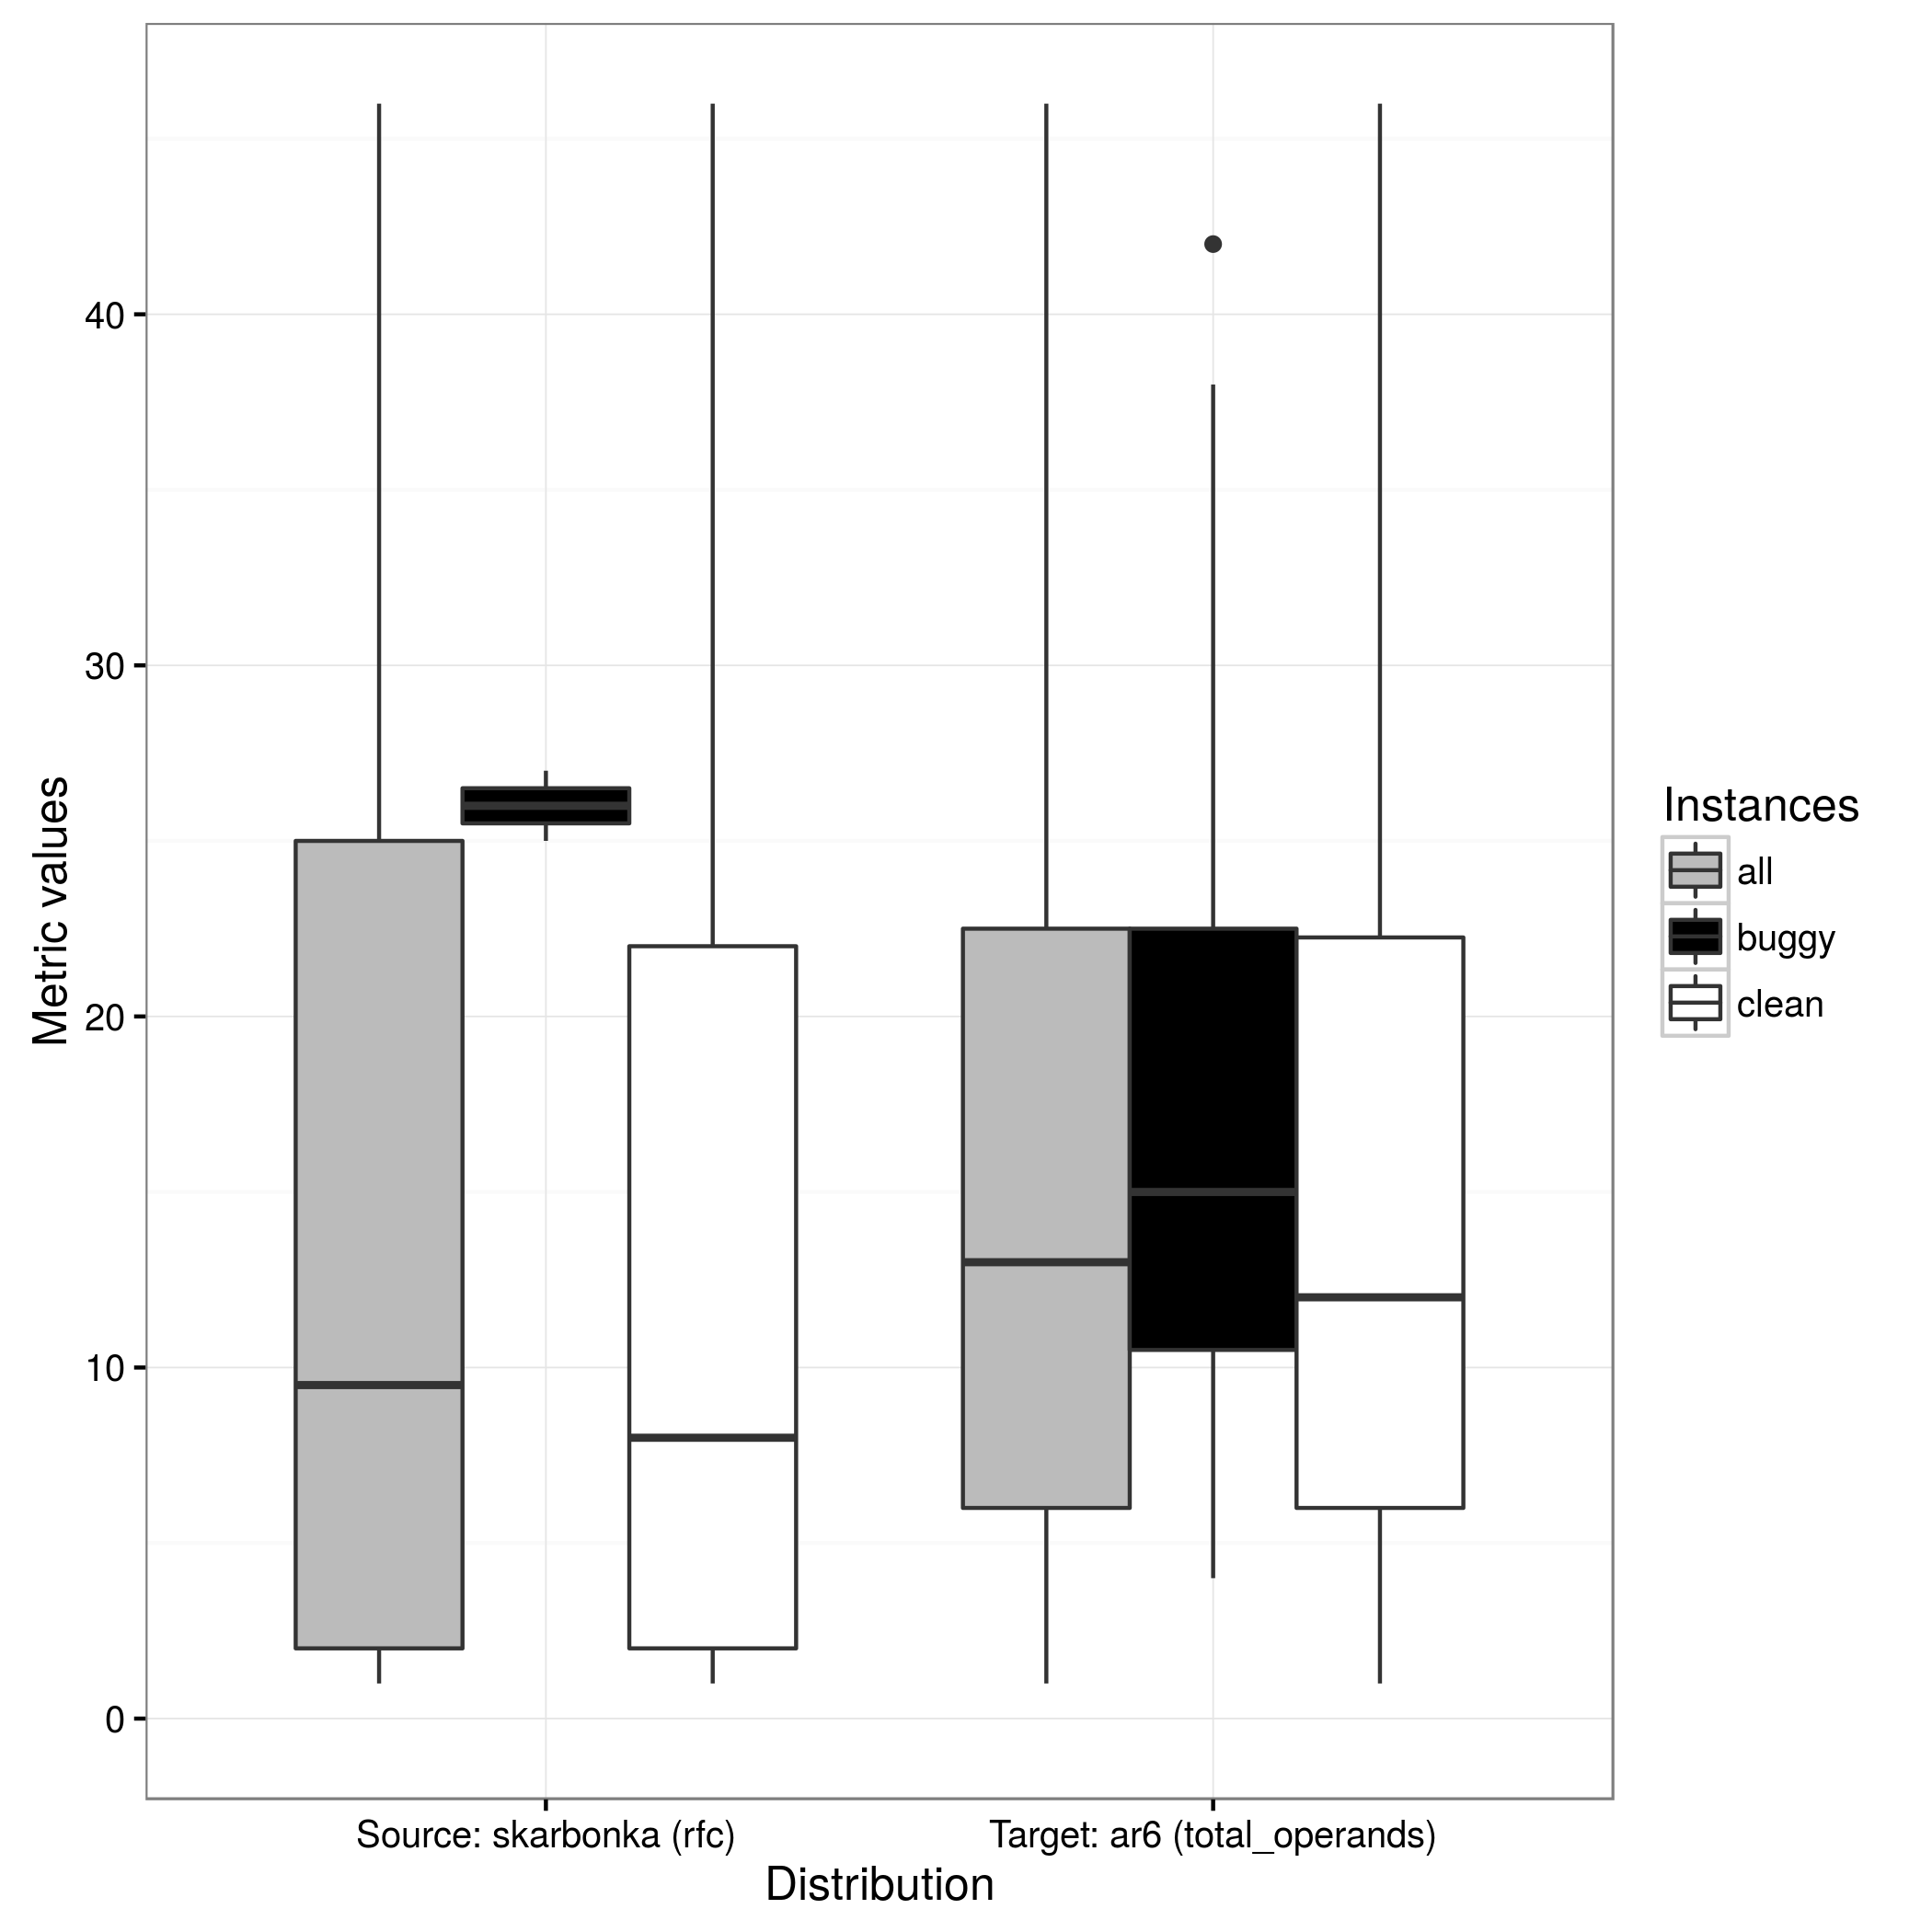 Metric values
40
30
20
10
0
Source: skarbonka (rfc)
Target: ar6 (total_operands)
Distribution
Instances
all
buggy
clean